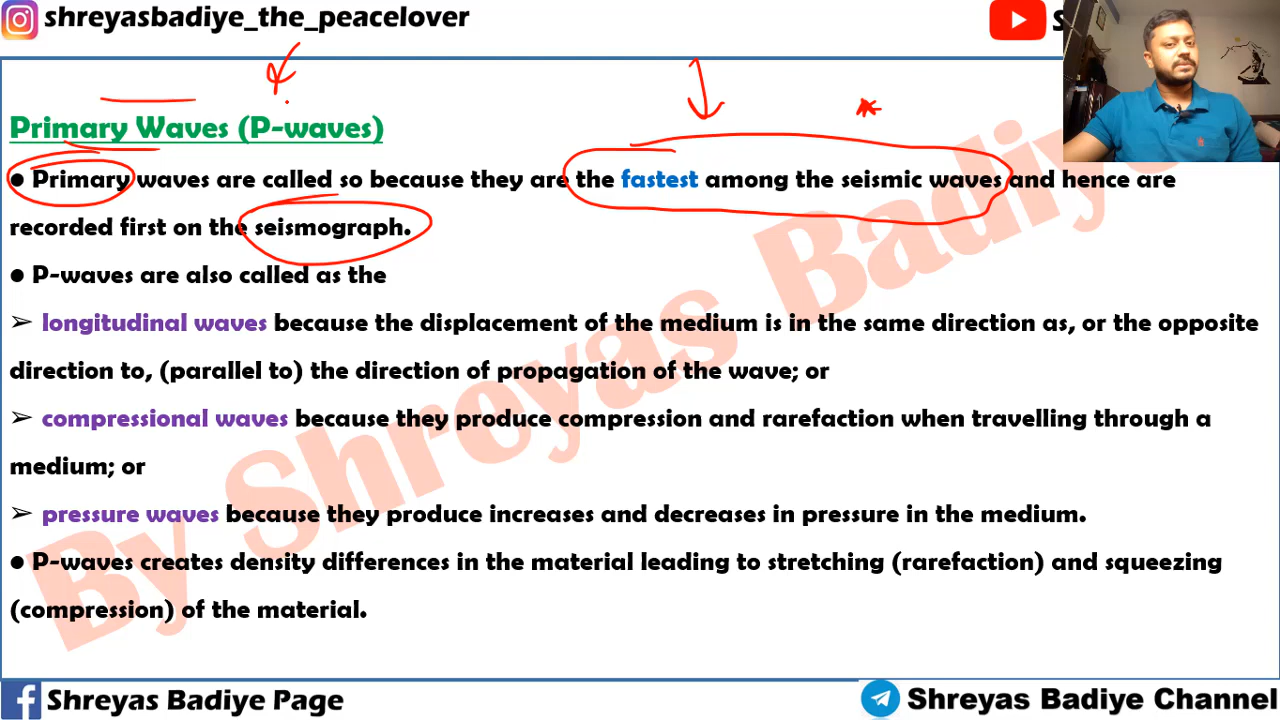 shreyasbadiye_the_peacelover
Primary Waves (P-waves)
● Primary waves are called so because they are the fastest among the seismic waves and hence are
recorded first on the seismograph.
● P-waves are also called as the
➢ longitudinal waves because the displacement of the medium is in the same direction as, or the opposite
direction to, (parallel to) the direction of propagation of the wave; or
➢ compressional waves because they produce compression and rarefaction when travelling through a
medium; or
➢ pressure waves because they produce increases and decreases in pressure in the medium.
● P-waves creates density differences in the material leading to stretching (rarefaction) and squeezing
(compression) of the material.
By Shreyas Badiye
Shreyas Badiye Page
Shreyas Badiye Channel